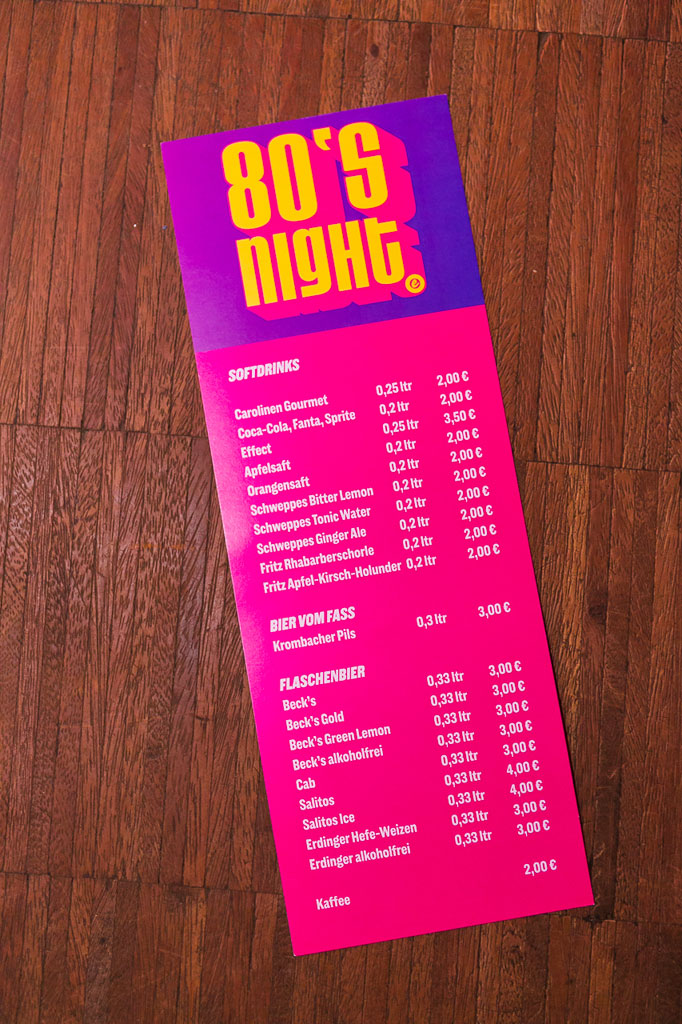 80's
night
e
SOFTDRINKS
Carolinen Gourmet 0,25 ltr 2,00 €
Coca-Cola, Fanta, Sprite 0,2 ltr 2,00 €
Effect 0,25 ltr 3,50 €
Apfelsaft 0,2 ltr 2,00 €
Orangensaft 0,2 ltr 2,00 €
Schweppes Bitter Lemon 0,2 ltr 2,00 €
Schweppes Tonic Water 0,2 ltr 2,00 €
Schweppes Ginger Ale 0,2 ltr 2,00 €
Fritz Rhabarberschorle 0,2 ltr 2,00 €
Fritz Apfel-Kirsch-Holunder 0,2 ltr 2,00 €
BIER VOM FASS
Krombacher Pils 0,3 ltr 3,00 €
FLASCHENBIER
Beck's 0,33 ltr 3,00 €
Beck's Gold 0,33 ltr 3,00 €
Beck's Green Lemon 0,33 ltr 3,00 €
Beck's alkoholfrei 0,33 ltr 3,00 €
Cab 0,33 ltr 3,00 €
Salitos 0,33 ltr 4,00 €
Salitos Ice 0,33 ltr 4,00 €
Erdinger Hefe-Weizen 0,33 ltr 3,00 €
Erdinger alkoholfrei 0,33 ltr 3,00 €
Kaffee 2,00 €